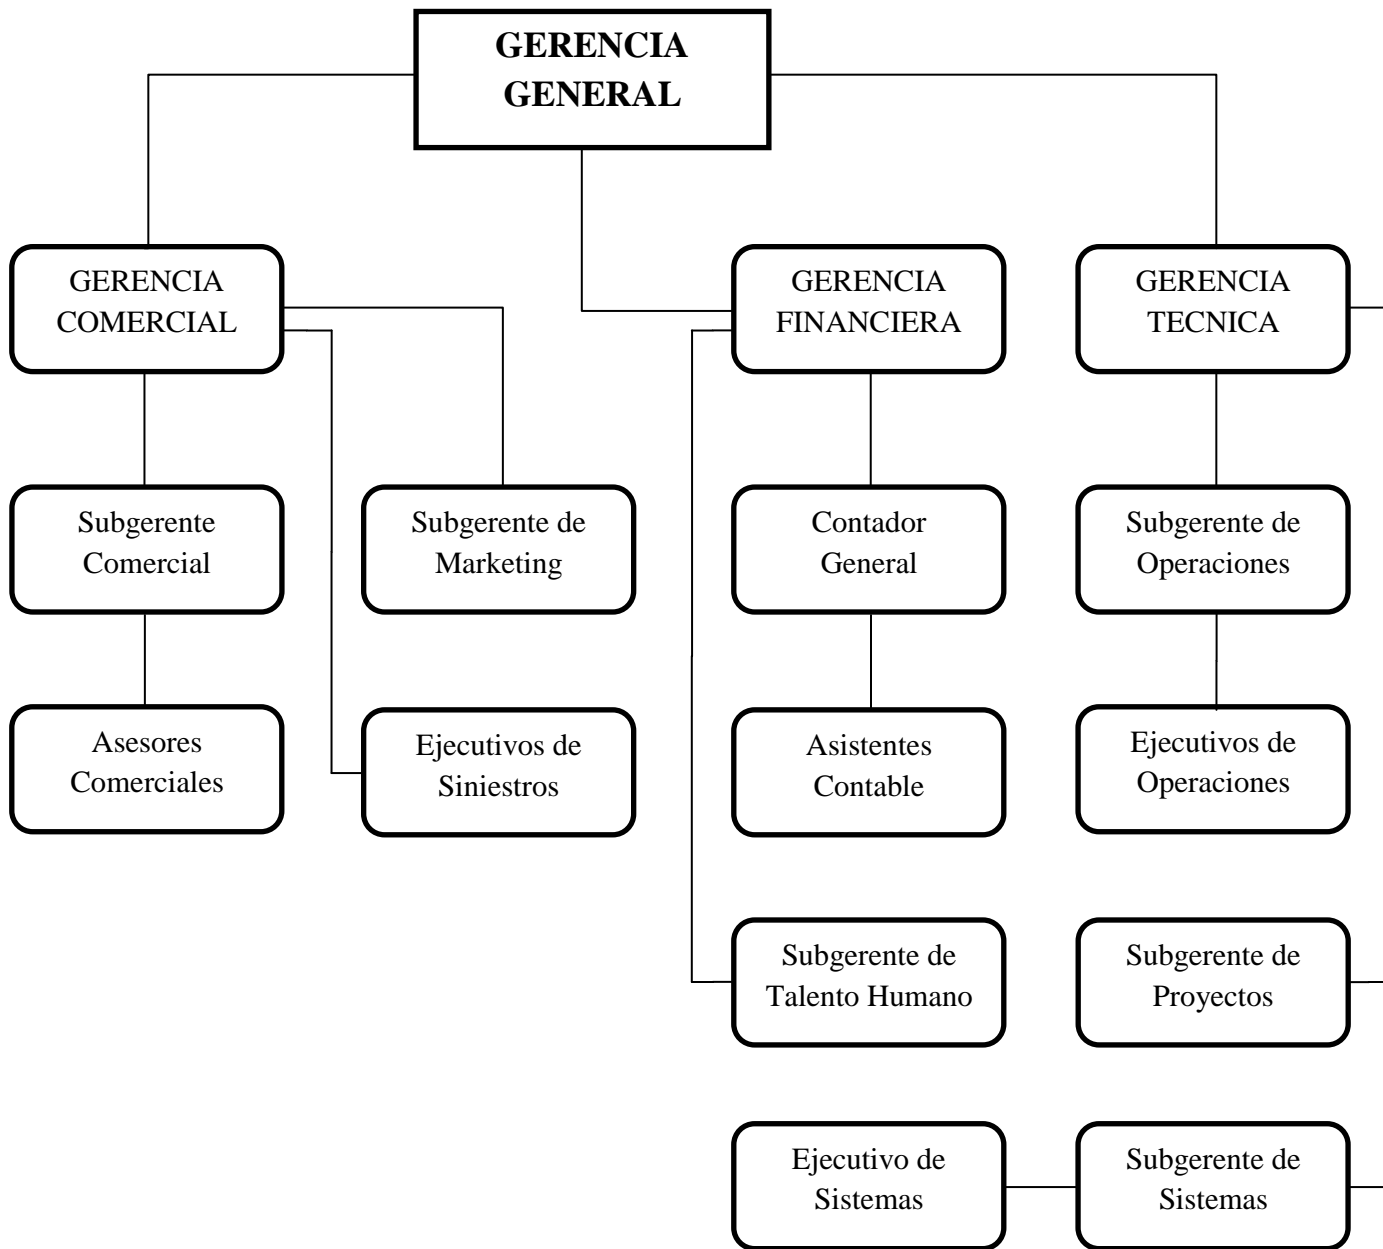 GERENCIA
GENERAL
GERENCIA
COMERCIAL
GERENCIA
FINANCIERA
GERENCIA
TECNICA
Subgerente
Comercial
Subgerente de
Marketing
Contador
General
Subgerente de
Operaciones
Asesores
Comerciales
Ejecutivos de
Siniestros
Asistentes
Contable
Ejecutivos de
Operaciones
Subgerente de
Talento Humano
Subgerente de
Proyectos
Ejecutivo de
Sistemas
Subgerente de
Sistemas